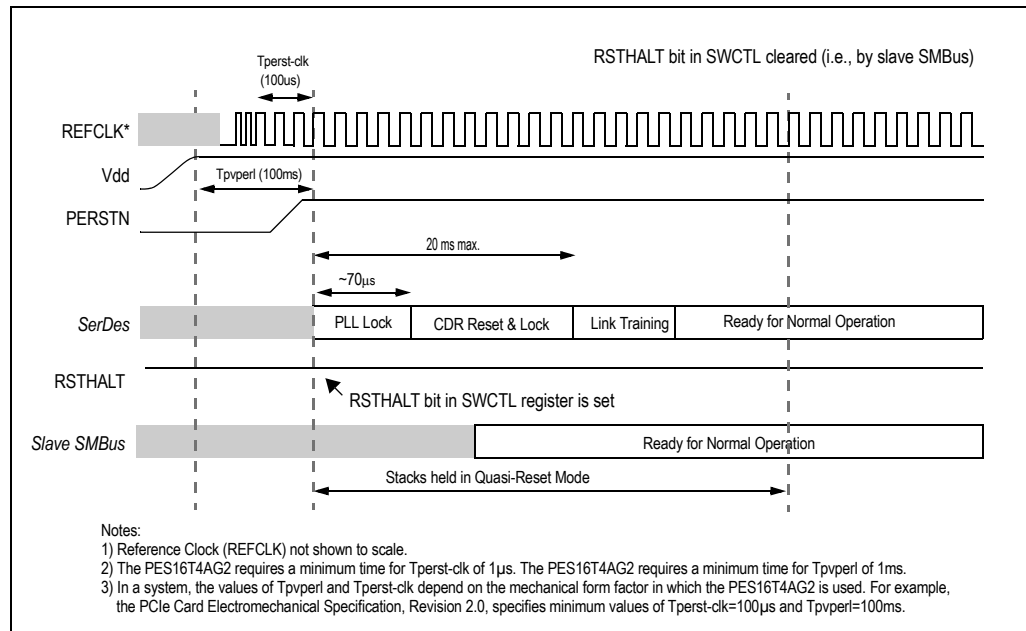 Tperst-clk
(100us)
RSTHALT bit in SWCTL cleared (i.e., by slave SMBus)
REFCLK*
Vdd
Tpvperl (100ms)
PERSTN
20 ms max.
~70μs
SerDes
PLL Lock
CDR Reset & Lock
Link Training
Ready for Normal Operation
RSTHALT
RSTHALT bit in SWCTL register is set
Slave SMBus
Ready for Normal Operation
Stacks held in Quasi-Reset Mode
Notes:
1) Reference Clock (REFCLK) not shown to scale.
2) The PES16T4AG2 requires a minimum time for Tperst-clk of 1μs. The PES16T4AG2 requires a minimum time for Tpvperl of 1ms.
3) In a system, the values of Tpvperl and Tperst-clk depend on the mechanical form factor in which the PES16T4AG2 is used. For example,
the PCIe Card Electromechanical Specification, Revision 2.0, specifies minimum values of Tperst-clk=100μs and Tpvperl=100ms.